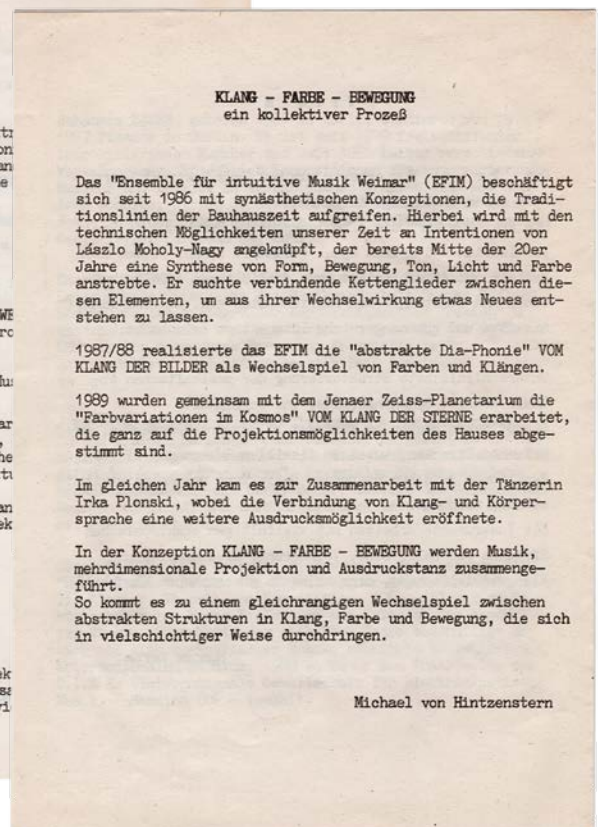 KLANG - FARBE - BEWEGUNG
ein kollektiver Prozeß
Das "Ensemble für intuitive Musik Weimar" (EFIM) beschäftigt
sich seit 1986 mit synästhetischen Konzeptionen, die Tradi-
tionslinien der Bauhauszeit aufgreifen. Hierbei wird mit den
technischen Möglichkeiten unserer Zeit an Intentionen von
Lászlo Moholy-Nagy angeknüpft, der bereits Mitte der 20er
Jahre eine Synthese von Form, Bewegung, Ton, Licht und Farbe
anstrebte. Er suchte verbindende Kettenglieder zwischen die-
sen Elementen, um aus ihrer Wechselwirkung etwas Neues ent-
stehen zu lassen.
1987/88 realisierte das EFIM die "abstrakte Dia-Phonie" VOM
KLANG DER BILDER als Wechselspiel von Farben und Klängen.
1989 wurden gemeinsam mit dem Jenaer Zeiss-Planetarium die
"Farbvariationen im Kosmos" VOM KLANG DER STERNE erarbeitet,
die ganz auf die Projektionsmöglichkeiten des Hauses abge-
stimmt sind.
Im gleichen Jahr kam es zur Zusammenarbeit mit der Tänzerin
Irka Plonski, wobei die Verbindung von Klang- und Körper-
sprache eine weitere Ausdrucksmöglichkeit eröffnete.
In der Konzeption KLANG - FARBE - BEWEGUNG werden Musik,
mehrdimensionale Projektion und Ausdruckstanz zusammenge-
führt.
So kommt es zu einem gleichrangigen Wechselspiel zwischen
abstrakten Strukturen in Klang, Farbe und Bewegung, die sich
in vielschichtiger Weise durchdringen.
Michael von Hintzenstern